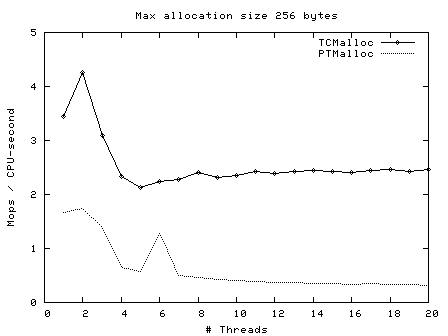 Max allocation size 256 bytes
TCMalloc
PTMalloc
5
4
3
2
1
0
Mops / CPU-second
0 2 4 6 8 10 12 14 16 18 20
# Threads